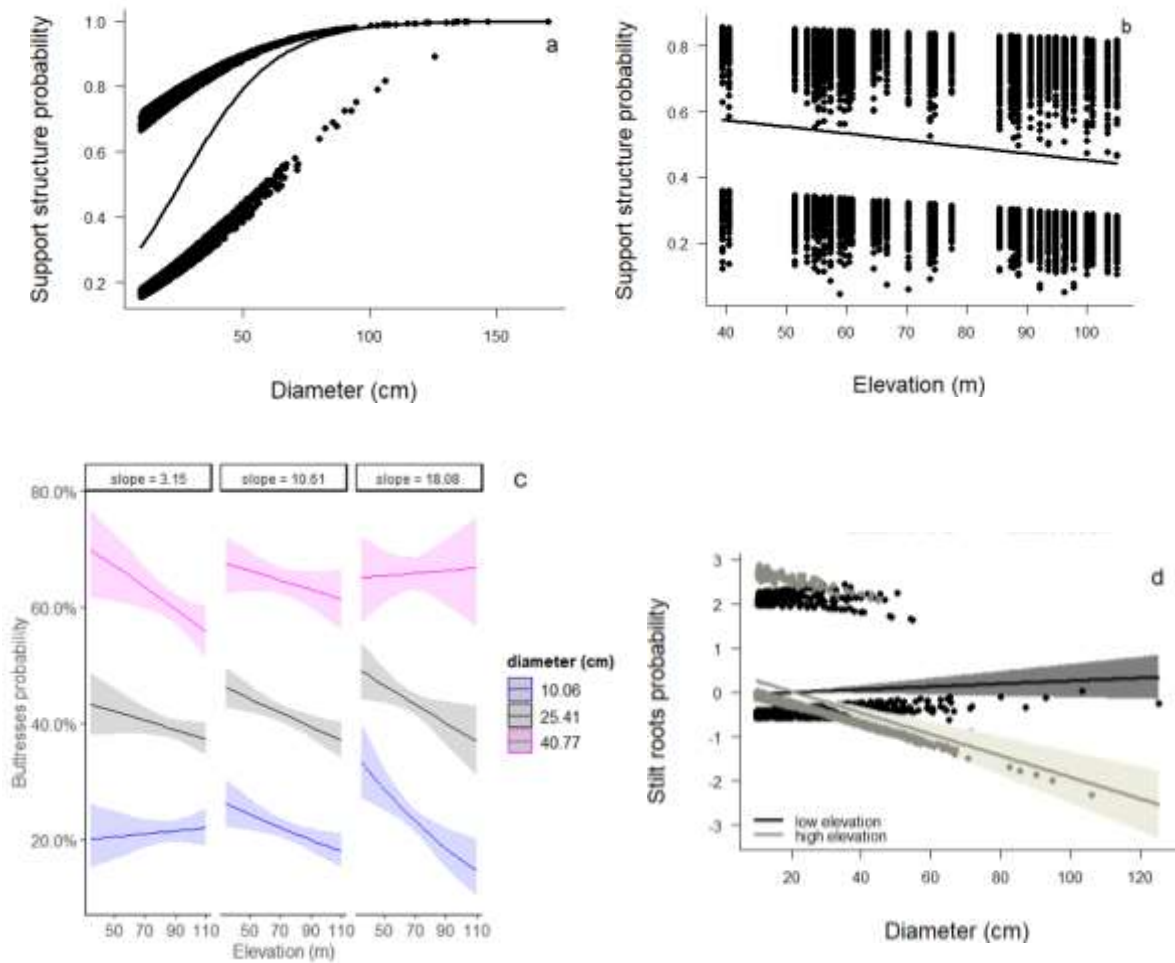 a
Support structure probability
1.0
0.8
0.6
0.4
0.2
50
100
150
Diameter (cm)
b
Support structure probability
0.8
0.6
0.4
0.2
40
50
60
70
80
90
100
Elevation (m)
c
slope = 3.15
slope = 10.61
slope = 18.08
Buttresses probability
80.0%
60.0%
40.0%
20.0%
50 70 90 110
50 70 90 110
50 70 90 110
Elevation (m)
diameter (cm)
10.06
25.41
40.77
d
Stilt roots probability
3
2
1
0
-1
-2
-3
low elevation
high elevation
20
40
60
80
100
120
Diameter (cm)